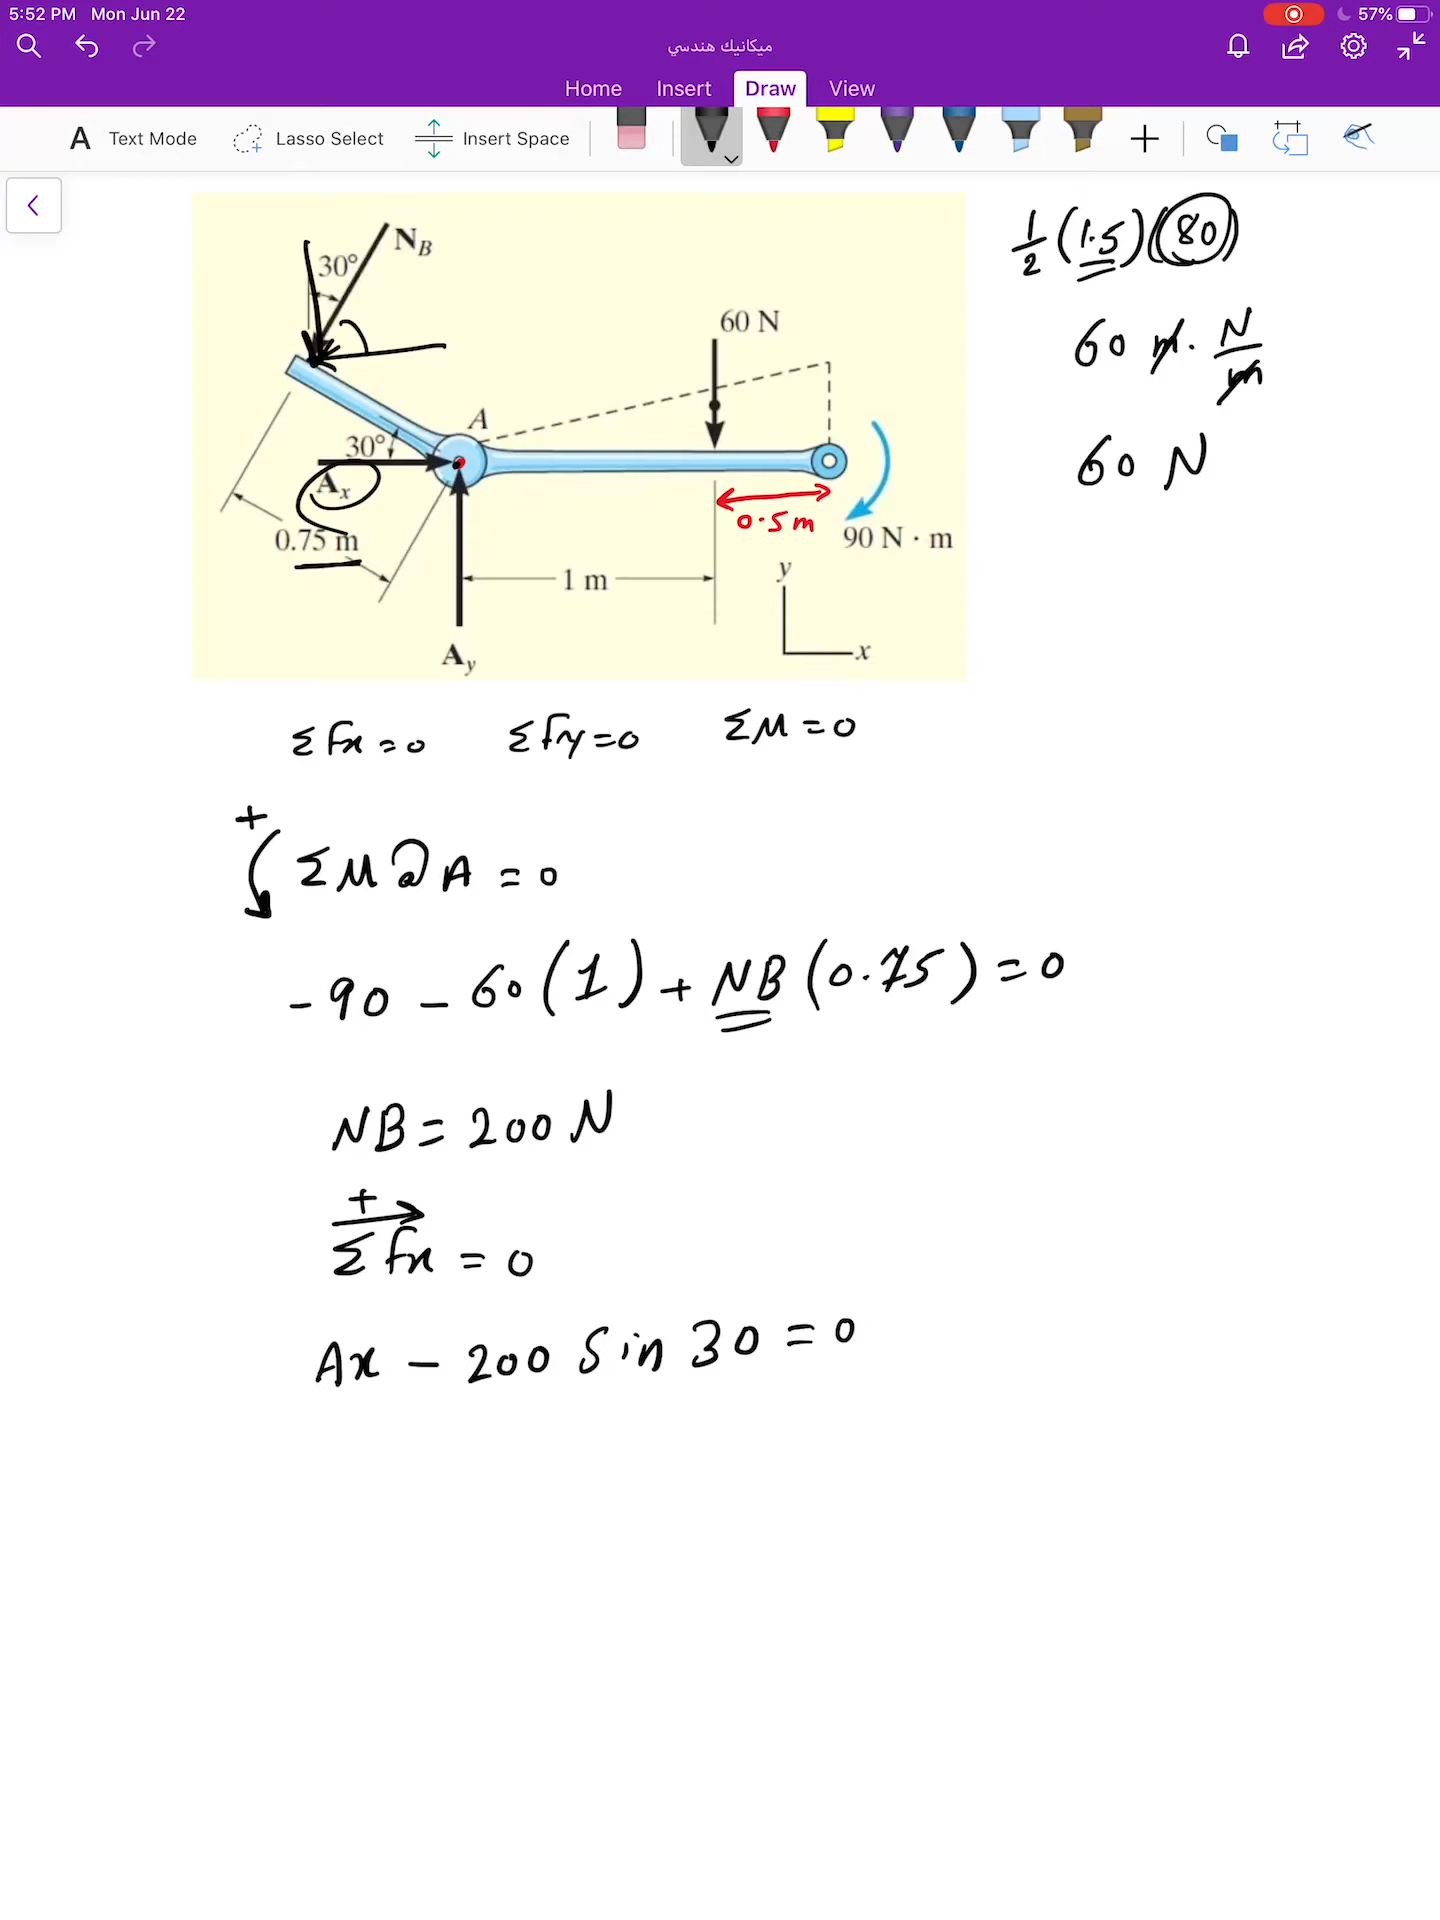 5:52 PM Mon Jun 22
57%
ميكانيك هندسي
Home Insert Draw View
A Text Mode Lasso Select Insert Space
N_B
30°
60 N
A
30°
A_x
0.75 m
0.5 m
90 N · m
1 m
y
x
A_y
1/2 (1.5)(80)
60 m. N/m
60 N
ΣFx = 0 ΣFy = 0 ΣM = 0
+
ΣM @ A = 0
-90 - 60(1) + NB(0.75) = 0
NB = 200 N
+
ΣFx = 0
Ax - 200 Sin 30 = 0